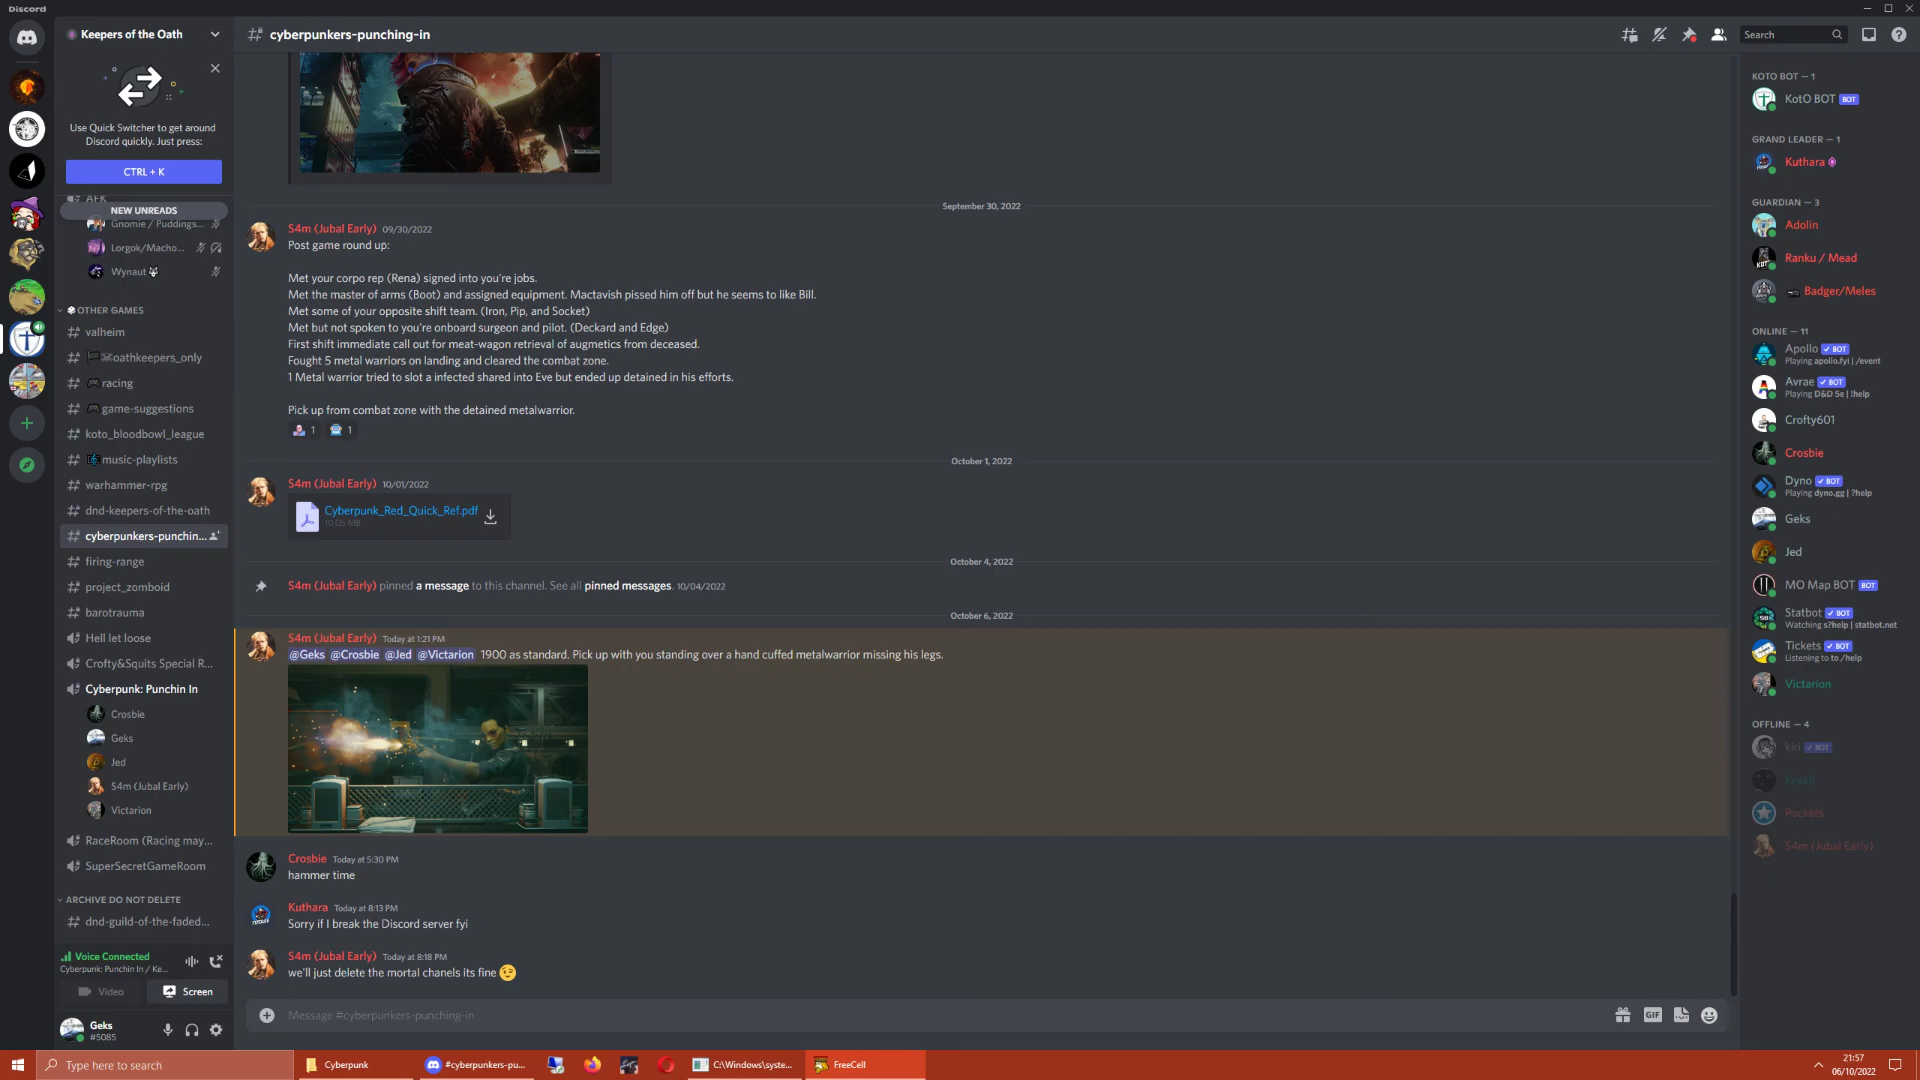 Discord
Keepers of the Oath
Use Quick Switcher to get around
Discord quickly. Just press:
CTRL + K
AFK
NEW UNREADS
Gnomie / Puddings...
Lorgok/Macho...
Wynaut
OTHER GAMES
valheim
oathkeepers_only
racing
game-suggestions
koto_bloodbowl_league
music-playlists
warhammer-rpg
dnd-keepers-of-the-oath
cyberpunkers-punchin...
firing-range
project_zomboid
barotrauma
Hell let loose
Crofty&Squits Special R...
Cyberpunk: Punchin In
Crosbie
Geks
Jed
S4m (Jubal Early)
Victarion
RaceRoom (Racing may...
SuperSecretGameRoom
ARCHIVE DO NOT DELETE
dnd-guild-of-the-faded...
Voice Connected
Cyberpunk: Punchin In / Ke...
Video
Screen
Geks
#5085
cyberpunkers-punching-in
Search
September 30, 2022
S4m (Jubal Early) 09/30/2022
Post game round up:
Met your corpo rep (Rena) signed into you're jobs.
Met the master of arms (Boot) and assigned equipment. Mactavish pissed him off but he seems to like Bill.
Met some of your opposite shift team. (Iron, Pip, and Socket)
Met but not spoken to you're onboard surgeon and pilot. (Deckard and Edge)
First shift immediate call out for meat-wagon retrieval of augmetics from deceased.
Fought 5 metal warriors on landing and cleared the combat zone.
1 Metal warrior tried to slot a infected shared into Eve but ended up detained in his efforts.
Pick up from combat zone with the detained metalwarrior.
1 1
October 1, 2022
S4m (Jubal Early) 10/01/2022
Cyberpunk_Red_Quick_Ref.pdf
10.05 MB
October 4, 2022
S4m (Jubal Early) pinned a message to this channel. See all pinned messages. 10/04/2022
October 6, 2022
S4m (Jubal Early) Today at 1:21 PM
@Geks @Crosbie @Jed @Victarion 1900 as standard. Pick up with you standing over a hand cuffed metalwarrior missing his legs.
Crosbie Today at 5:30 PM
hammer time
Kuthara Today at 8:13 PM
Sorry if I break the Discord server fyi
S4m (Jubal Early) Today at 8:18 PM
we'll just delete the mortal chanels its fine
Message #cyberpunkers-punching-in
GIF
KOTO BOT — 1
KotO BOT BOT
GRAND LEADER — 1
Kuthara
GUARDIAN — 3
Adolin
Ranku / Mead
Badger/Meles
ONLINE — 11
Apollo BOT
Playing apollo.fyi | /event
Avrae BOT
Playing D&D 5e | !help
Crofty601
Crosbie
Dyno BOT
Playing dyno.gg | ?help
Geks
Jed
MO Map BOT BOT
Statbot BOT
Watching s?help | statbot.net
Tickets BOT
Listening to /help
Victarion
OFFLINE — 4
kiri BOT
Pockets
S4m (Jubal Early)
Type here to search
Cyberpunk
#cyberpunkers-pu...
C:\Windows\syste...
FreeCell
21:57
06/10/2022